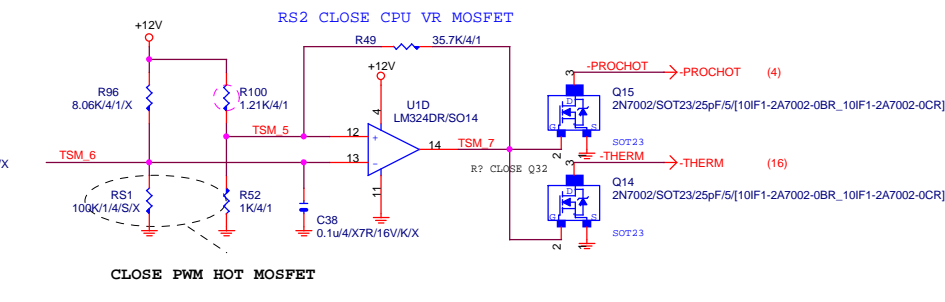 RS2 CLOSE CPU VR MOSFET
+12V
R49
35.7K/4/1
+12V
R96
8.06K/4/1/X
R100
1.21K/4/1
4
U1D
LM324DR/SO14
TSM_5
12
+
TSM_6
13
-
14
TSM_7
11
/X
RS1
100K/1/4/S/X
R52
1K/4/1
C38
0.1u/4/X7R/16V/K/X
R? CLOSE Q32
CLOSE PWM HOT MOSFET
3
-PROCHOT
-PROCHOT
(4)
Q15
2N7002/SOT23/25pF/5/[10IF1-2A7002-0BR_10IF1-2A7002-0CR]
D
G
S
SOT23
2
1
3
-THERM
-THERM
(16)
Q14
2N7002/SOT23/25pF/5/[10IF1-2A7002-0BR_10IF1-2A7002-0CR]
D
G
S
SOT23
2
1